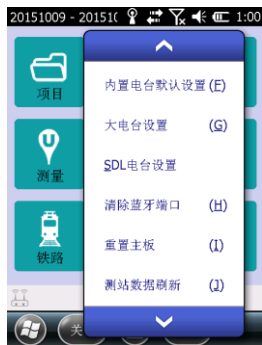 20151009 - 20151( 1:00
项目
测量
铁路
内置电台默认设置(F)
大电台设置 (G)
SDL电台设置
清除蓝牙端口 (H)
重置主板 (I)
测站数据刷新 (J)
关